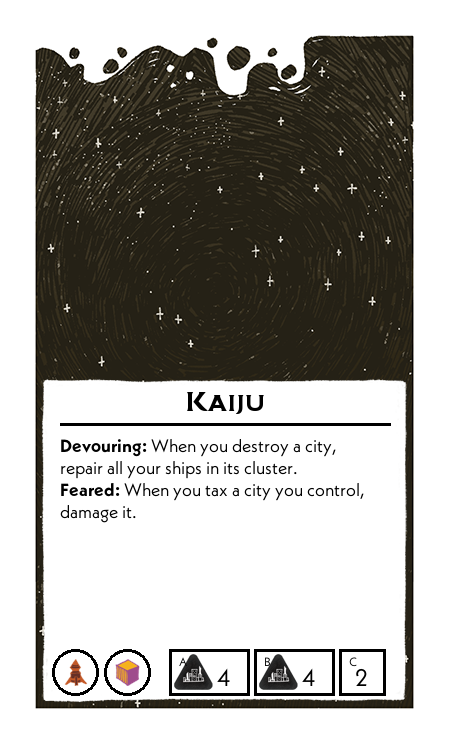 KAIJU
Devouring: When you destroy a city,
repair all your ships in its cluster.
Feared: When you tax a city you control,
damage it.
A 4 B 4 C 2